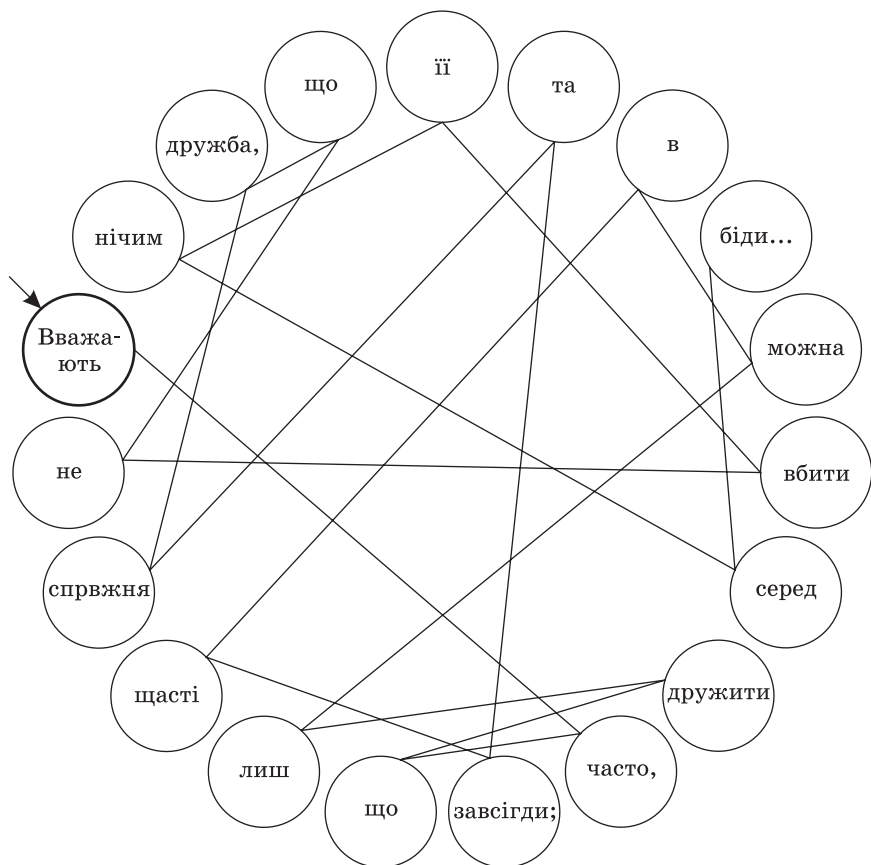 що
її
та
в
дружба,
нічим
біди...
Вважа-
ють
можна
не
вбити
спрвжня
серед
щасті
дружити
лиш
що
завсігди;
часто,